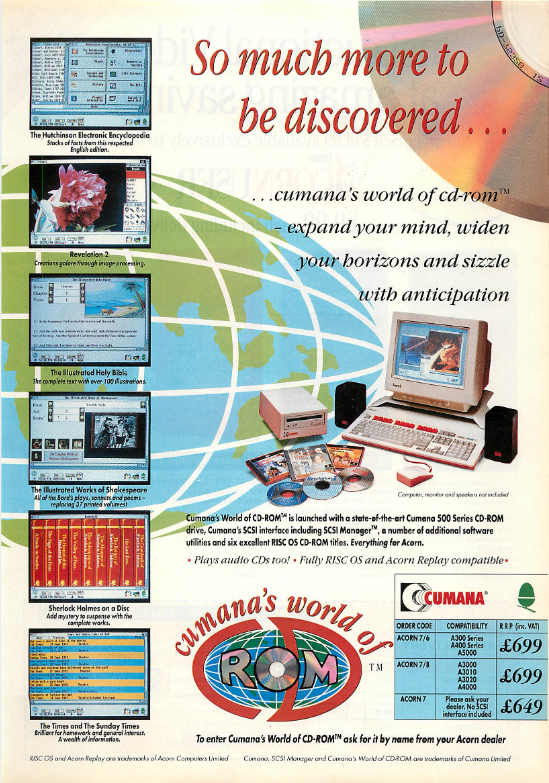 So much more to
be discovered...
...cumana's world of cd-rom™
- expand your mind, widen
your horizons and sizzle
with anticipation
The Hutchinson Electronic Encyclopedia
Stacks of facts from this respected
English edition.
Revelation 2
Creations galore through image processing.
The Illustrated Holy Bible
The complete text with over 100 illustrations.
The Illustrated Works of Shakespeare
All of the Bard's plays, sonnets and poems -
replacing 37 printed volumes!
Sherlock Holmes on a Disc
Add mystery to suspense with the
complete works.
The Times and The Sunday Times
Brilliant for homework and general interest.
A wealth of information.
Computer, monitor and speakers not included
Cumana's World of CD-ROM™ is launched with a state-of-the-art Cumana 500 Series CD-ROM
drive, Cumana's SCSI interface including SCSI Manager™, a number of additional software
utilities and six excellent RISC OS CD-ROM titles. Everything for Acorn.
• Plays audio CDs too! • Fully RISC OS and Acorn Replay compatible •
cumana's world of
ROM
TM
CUMANA®
ORDER CODE COMPATIBILITY R R P (inc. VAT)
ACORN 7/6 A300 Series
A400 Series
A5000
£699
ACORN 7/8 A3000
A3010
A3020
A4000
£699
ACORN 7 Please ask your
dealer. No SCSI
interface included
£649
To enter Cumana's World of CD-ROM™ ask for it by name from your Acorn dealer
RISC OS and Acorn Replay are trademarks of Acorn Computers Limited
Cumana, SCSI Manager and Cumana's World of CD-ROM are trademarks of Cumana Limited